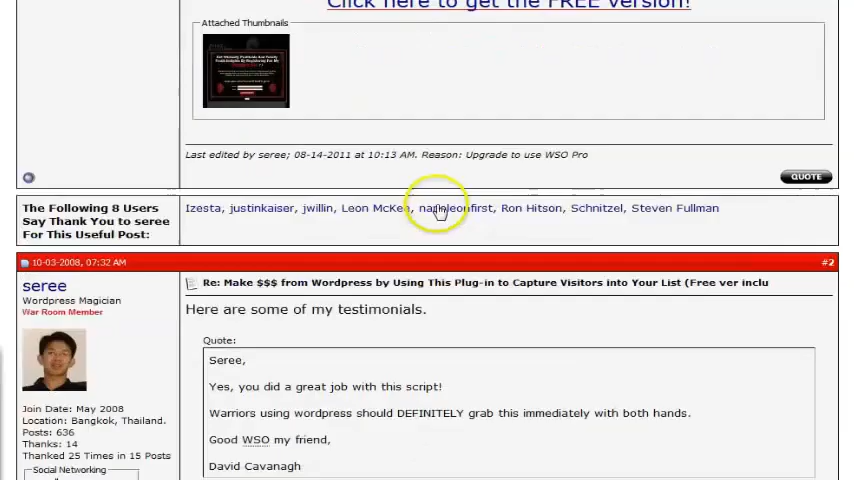 Click here to get the FREE version!
Attached Thumbnails
Last edited by seree; 08-14-2011 at 10:13 AM. Reason: Upgrade to use WSO Pro
QUOTE
The Following 8 Users
Say Thank You to seree
For This Useful Post:
Izesta, justinkaiser, jwillin, Leon McKee, napoleonfirst, Ron Hitson, Schnitzel, Steven Fullman
10-03-2008, 07:32 AM
#2
seree
Wordpress Magician
War Room Member
Join Date: May 2008
Location: Bangkok, Thailand.
Posts: 636
Thanks: 14
Thanked 25 Times in 15 Posts
Social Networking
Re: Make $$$ from Wordpress by Using This Plug-in to Capture Visitors into Your List (Free ver inclu
Here are some of my testimonials.
Quote:
Seree,
Yes, you did a great job with this script!
Warriors using wordpress should DEFINITELY grab this immediately with both hands.
Good WSO my friend,
David Cavanagh